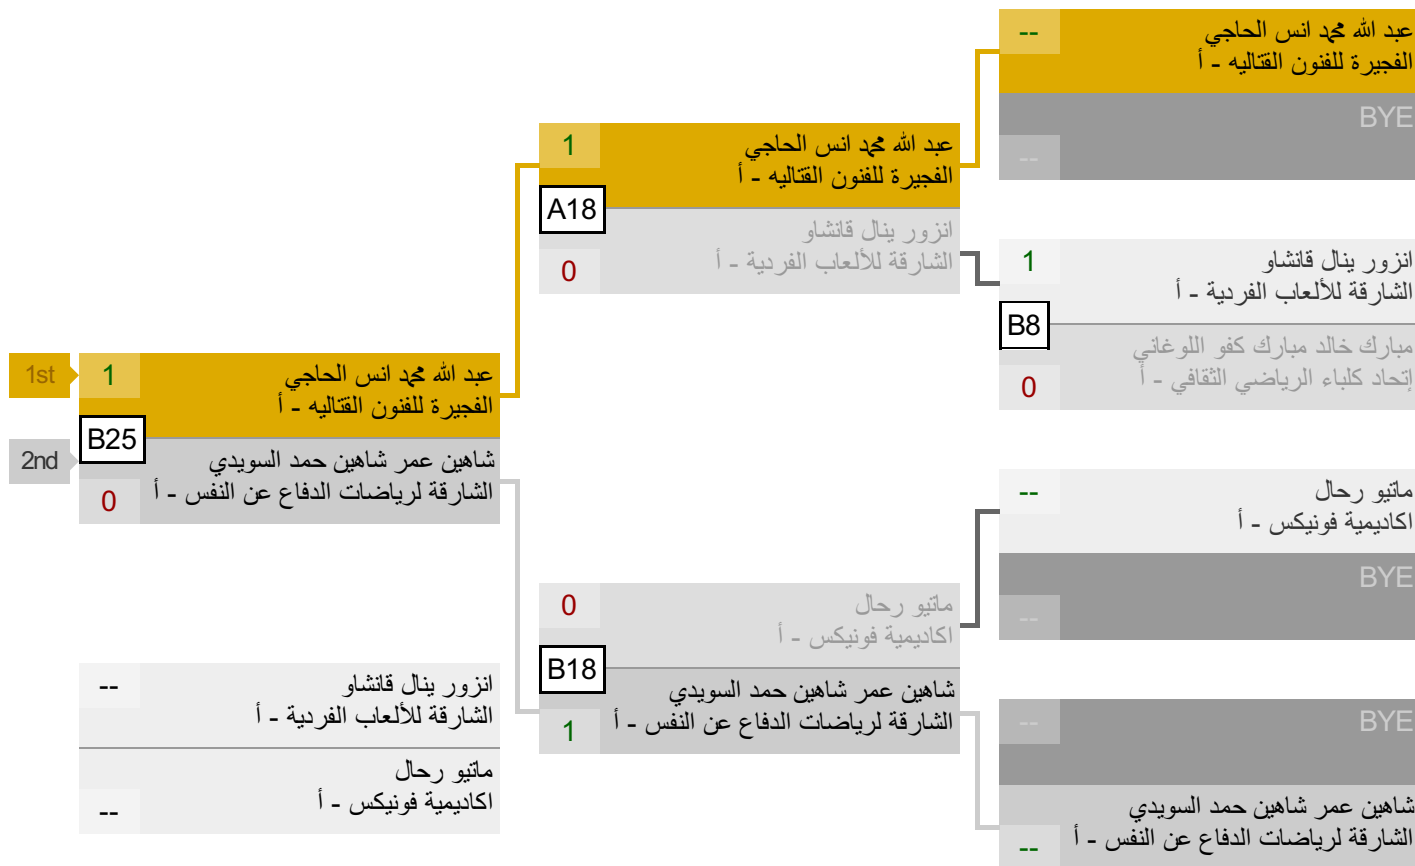 --
عبد الله محمد انس الحاجي
الفجيرة للفنون القتاليه - أ
BYE
--
1
عبد الله محمد انس الحاجي
الفجيرة للفنون القتاليه - أ
A18
انزور ينال قانشاو
الشارقة للألعاب الفردية - أ
0
1
انزور ينال قانشاو
الشارقة للألعاب الفردية - أ
B8
مبارك خالد مبارك كفو اللوغاني
إتحاد كلباء الرياضي الثقافي - أ
0
1st
1
عبد الله محمد انس الحاجي
الفجيرة للفنون القتاليه - أ
B25
2nd
شاهين عمر شاهين حمد السويدي
الشارقة لرياضات الدفاع عن النفس - أ
0
--
ماتيو رحال
اكاديمية فونيكس - أ
BYE
--
0
ماتيو رحال
اكاديمية فونيكس - أ
B18
شاهين عمر شاهين حمد السويدي
الشارقة لرياضات الدفاع عن النفس - أ
1
--
انزور ينال قانشاو
الشارقة للألعاب الفردية - أ
ماتيو رحال
اكاديمية فونيكس - أ
--
--
BYE
شاهين عمر شاهين حمد السويدي
الشارقة لرياضات الدفاع عن النفس - أ
--